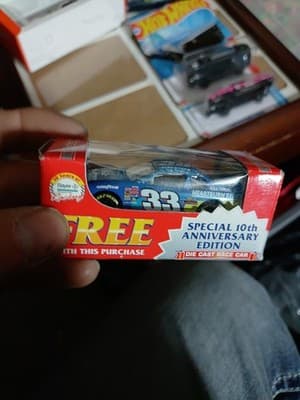 Hot Wheels
GOODYEAR
33
FREE
WITH THIS PURCHASE
SPECIAL 10th
ANNIVERSARY
EDITION
DIE CAST RACE CAR